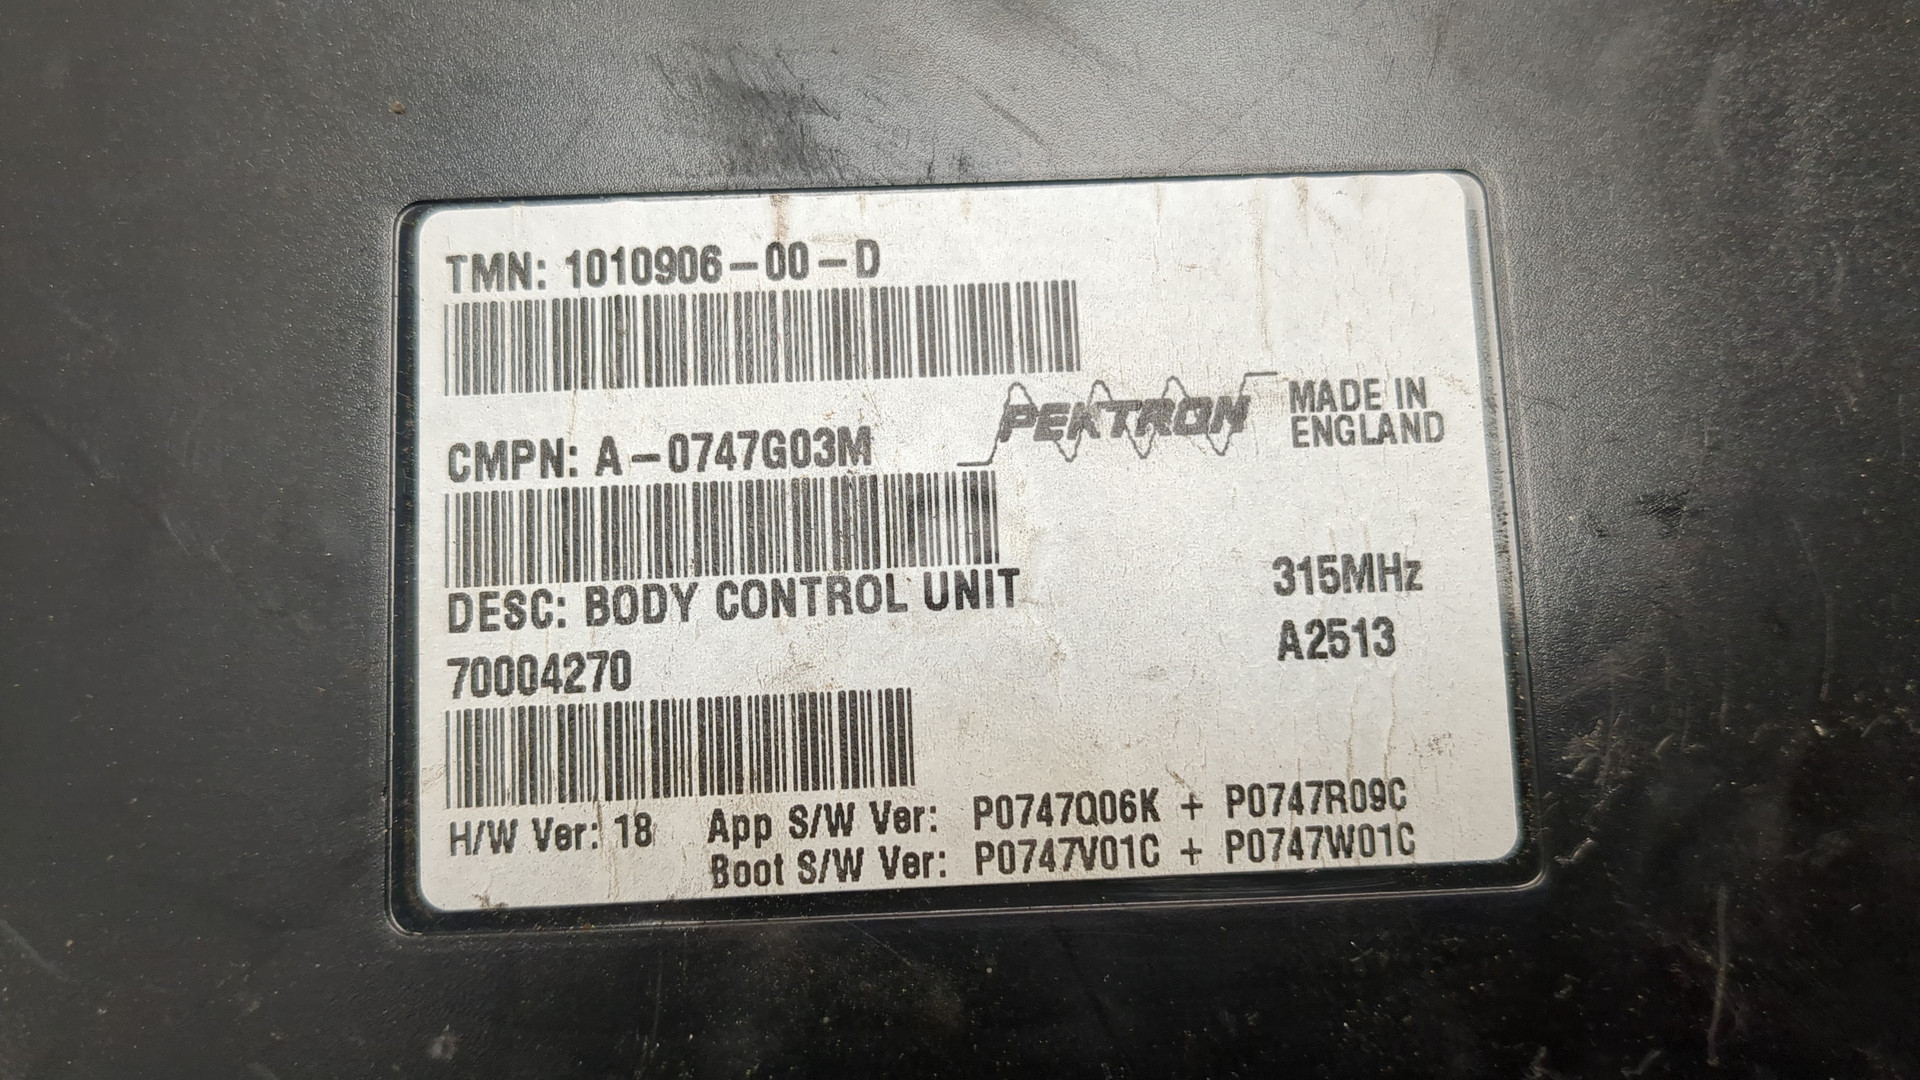 TMN: 1010906-00-D
CMPN: A-0747G03M
PEKTRON
MADE IN
ENGLAND
DESC: BODY CONTROL UNIT
315MHz
70004270
A2513
H/W Ver: 18 App S/W Ver: P0747Q06K + P0747R09C
Boot S/W Ver: P0747V01C + P0747W01C